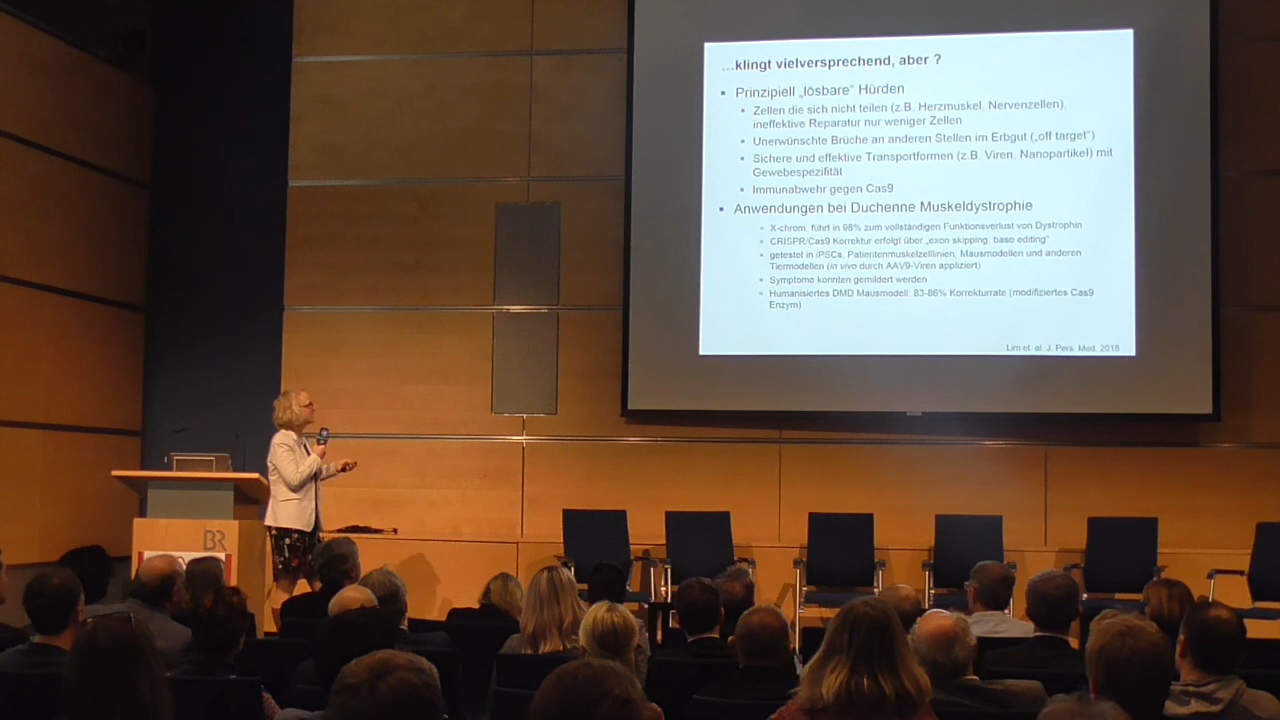 ...klingt vielversprechend, aber ?
Prinzipiell „lösbare“ Hürden
Zellen die sich nicht teilen (z.B. Herzmuskel, Nervenzellen),
ineffektive Reparatur nur weniger Zellen
Unerwünschte Brüche an anderen Stellen im Erbgut („off target“)
Sichere und effektive Transportformen (z.B. Viren, Nanopartikel) mit
Gewebespezifität
Immunabwehr gegen Cas9
Anwendungen bei Duchenne Muskeldystrophie
X-chrom. führt in 98% zum vollständigen Funktionsverlust von Dystrophin
CRISPR/Cas9 Korrektur erfolgt über „exon skipping, base editing“
getestet in iPSCs, Patientenmuskelzelllinien, Mausmodellen und anderen
Tiermodellen (in vivo durch AAV9-Viren appliziert)
Symptome konnten gemildert werden
Humanisiertes DMD Mausmodell: 83-86% Korrekturrate (modifiziertes Cas9
Enzym)
Lim et. al. J. Pers. Med. 2018
BR